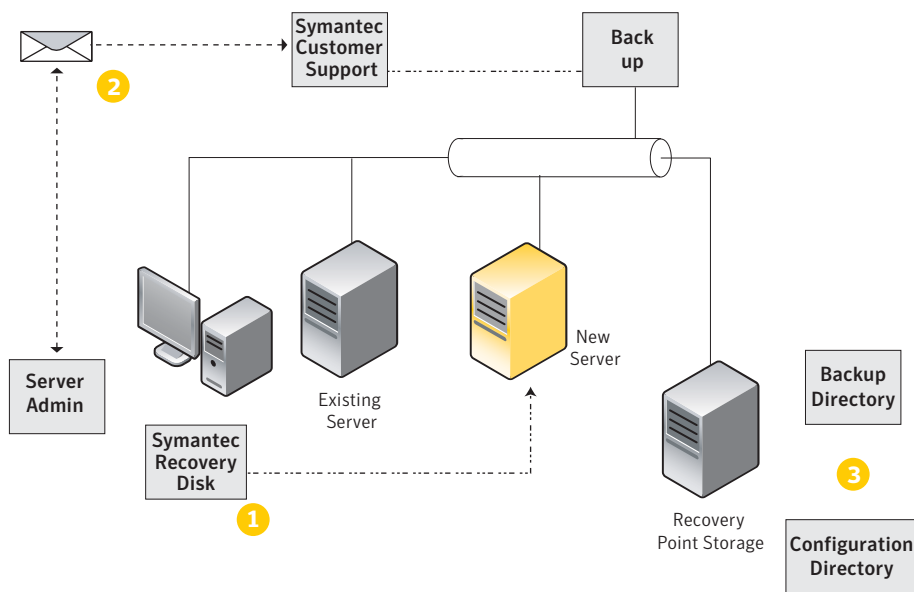 Symantec
Customer
Support
Back
up
2
New
Server
Server
Admin
Existing
Server
Backup
Directory
Symantec
Recovery
Disk
3
1
Recovery
Point Storage
Configuration
Directory